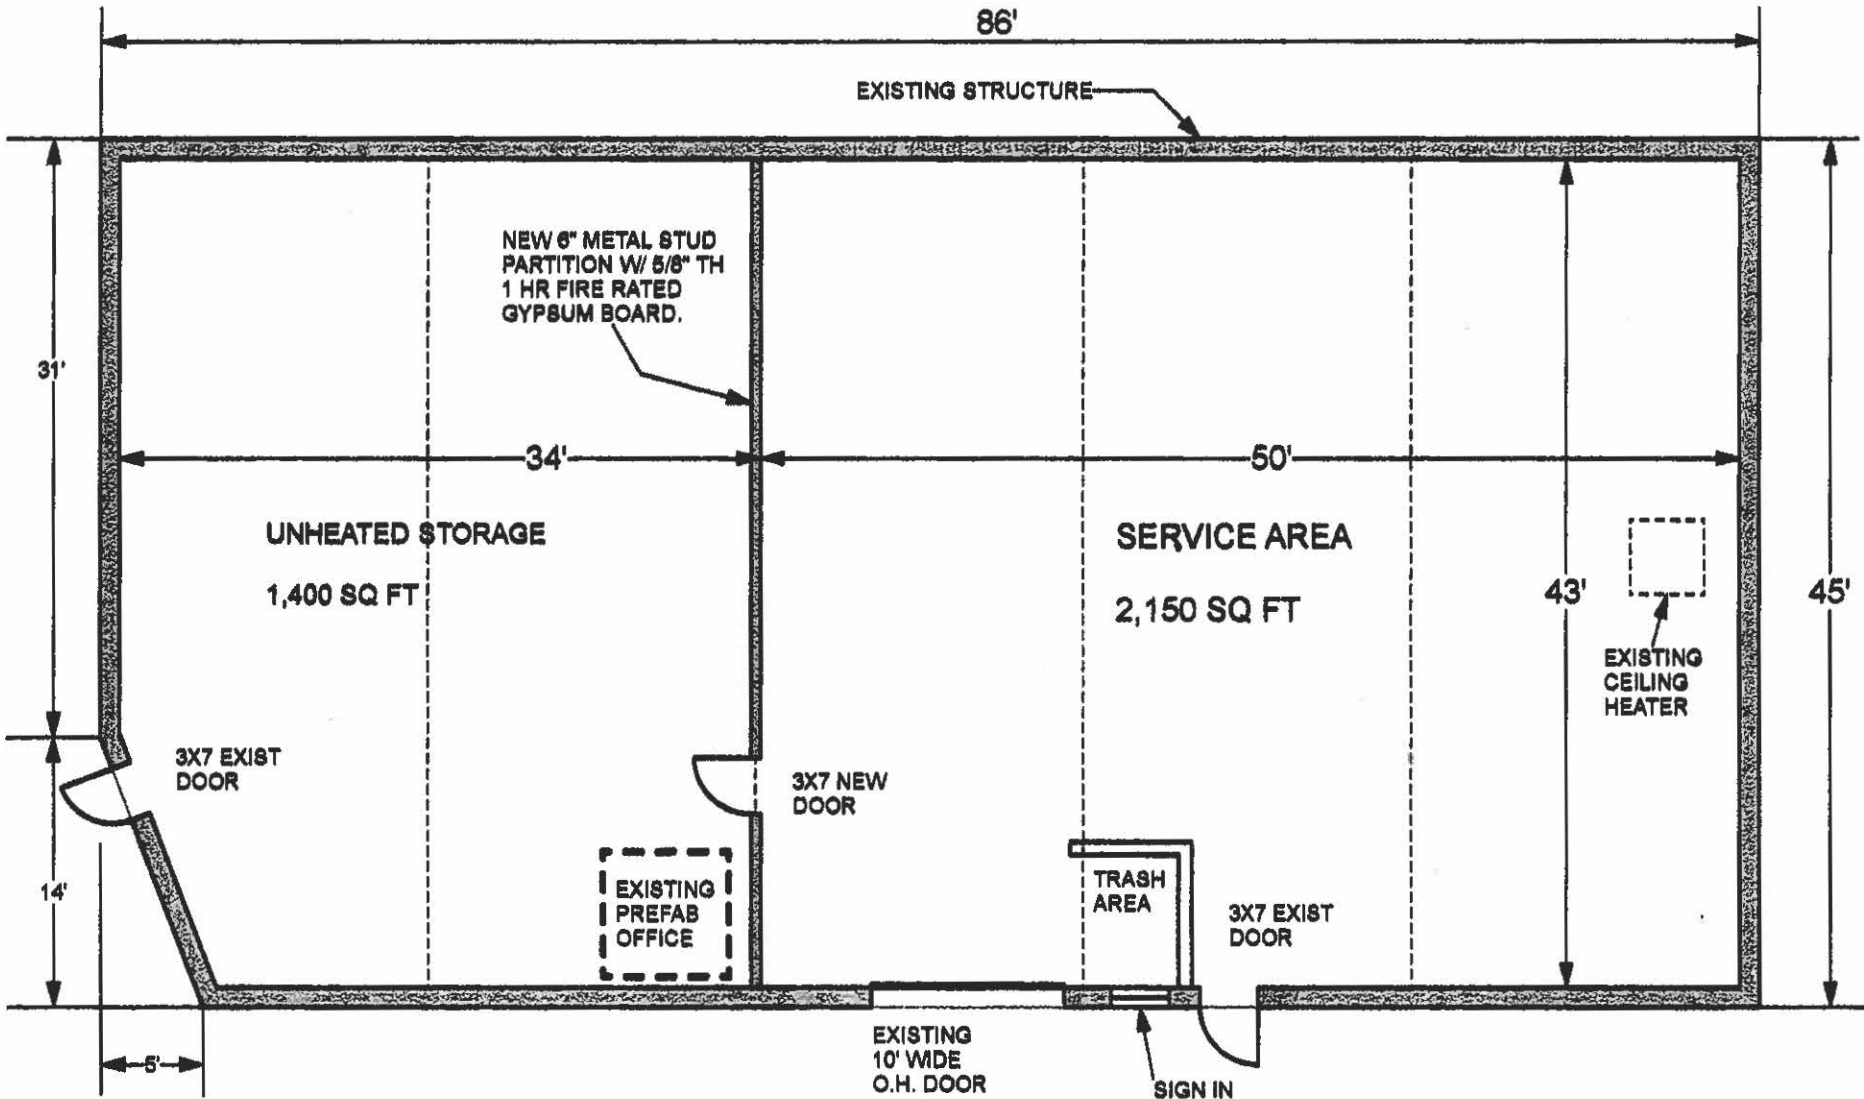 86'
EXISTING STRUCTURE
NEW 6" METAL STUD
PARTITION W/ 5/8" TH
1 HR FIRE RATED
GYPSUM BOARD.
31'
34'
50'
UNHEATED STORAGE
1,400 SQ FT
SERVICE AREA
2,150 SQ FT
43'
45'
EXISTING
CEILING
HEATER
3X7 EXIST
DOOR
3X7 NEW
DOOR
14'
EXISTING
PREFAB
OFFICE
TRASH
AREA
3X7 EXIST
DOOR
5'
EXISTING
10' WIDE
O.H. DOOR
SIGN IN